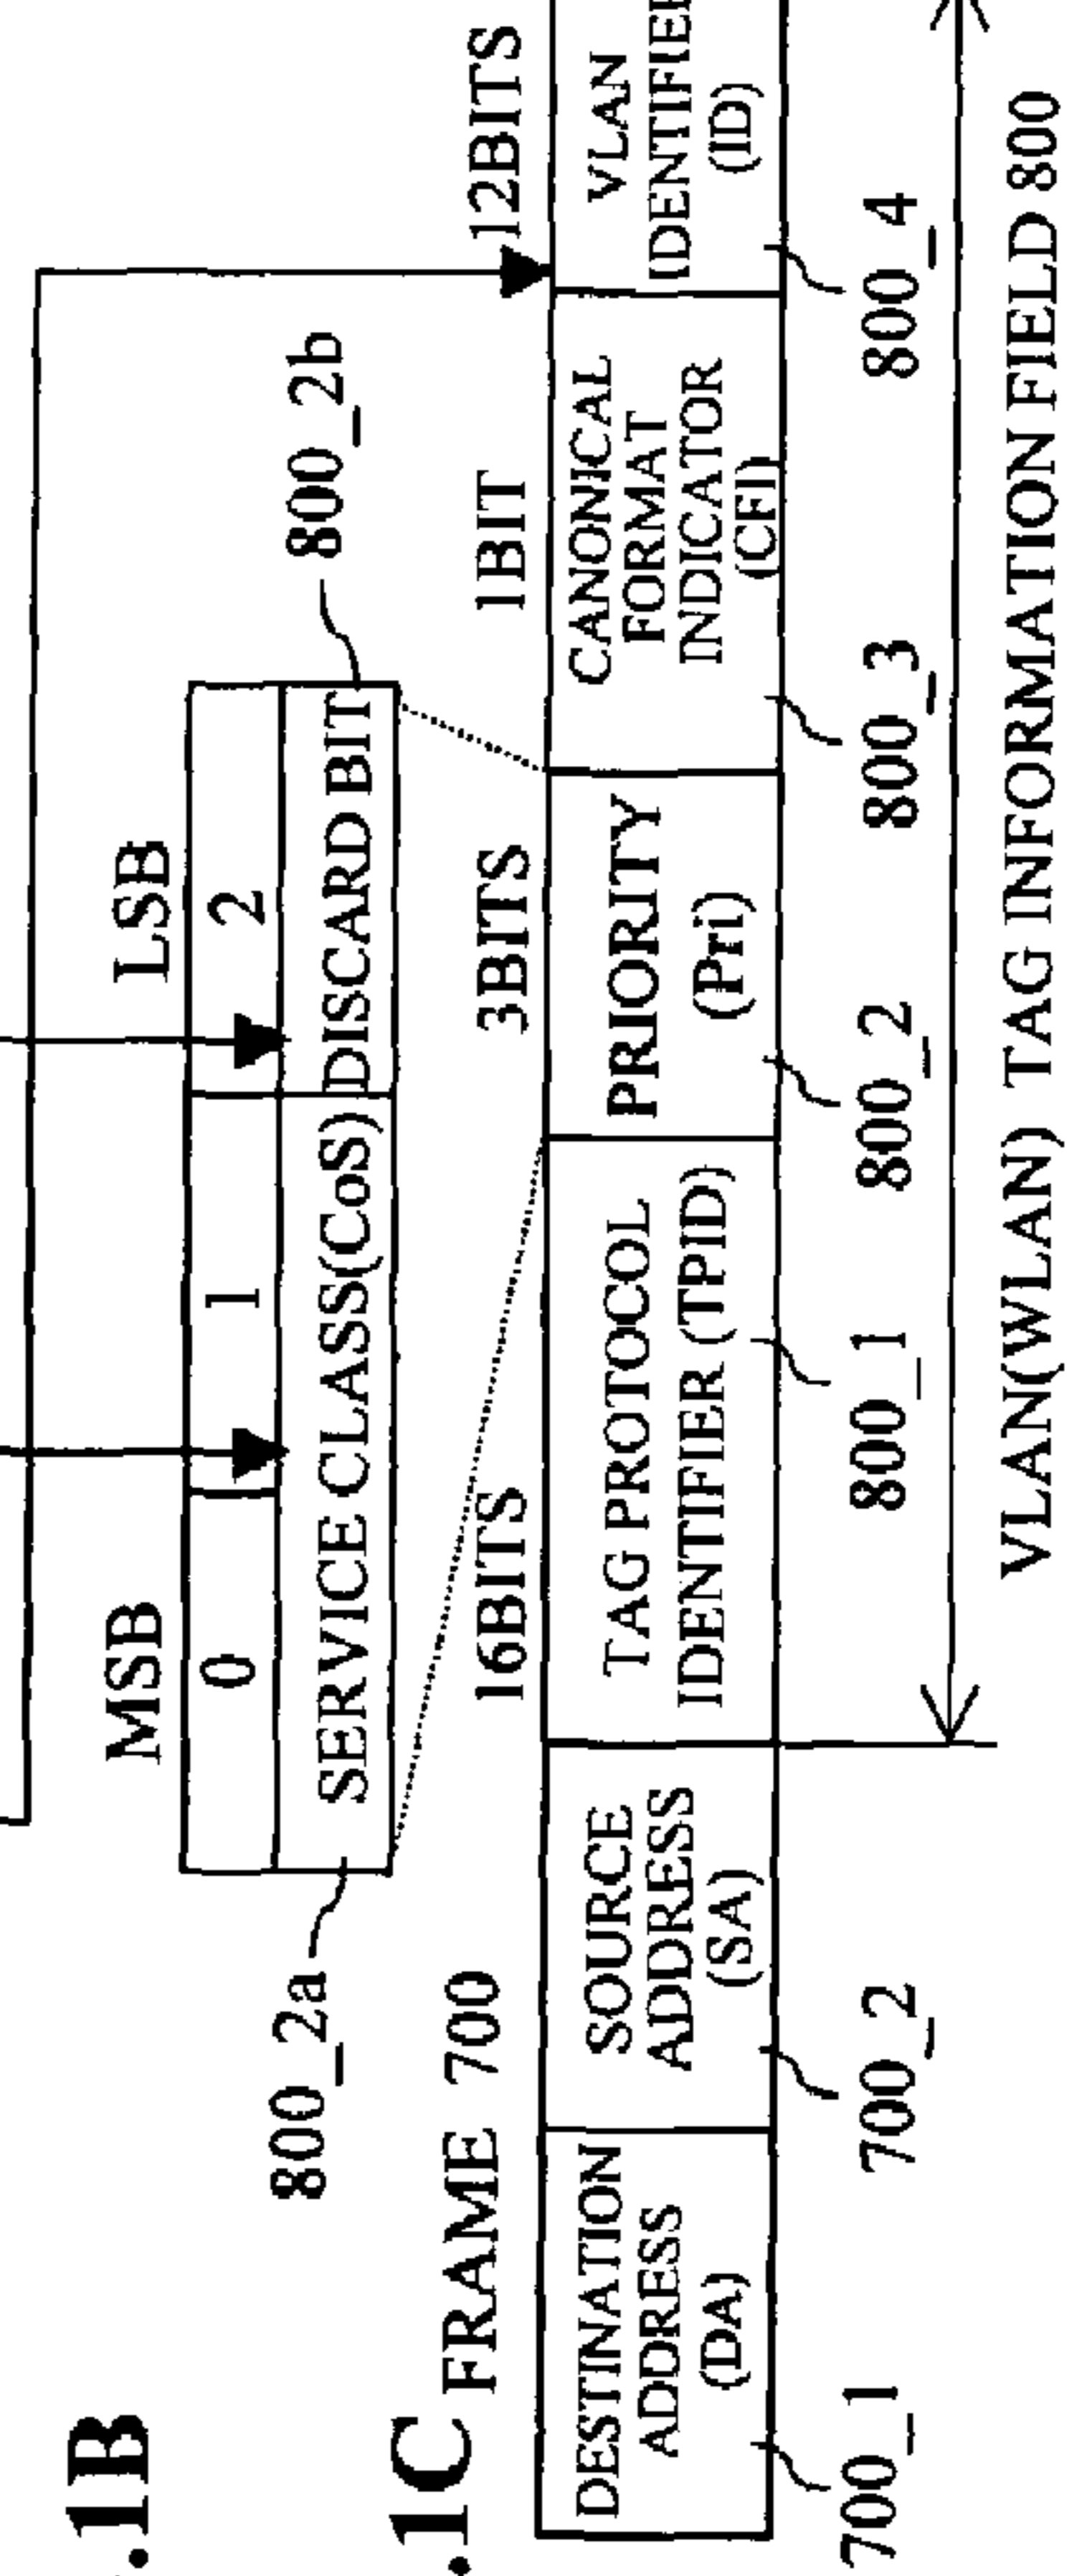 .1B
MSB
LSB
0
1
2
SERVICE CLASS(CoS)
DISCARD BIT
800_2a
800_2b
.1C
FRAME 700
16BITS
3BITS
1BIT
12BITS
DESTINATION
ADDRESS
(DA)
SOURCE
ADDRESS
(SA)
TAG PROTOCOL
IDENTIFIER (TPID)
PRIORITY
(Pri)
CANONICAL
FORMAT
INDICATOR
(CFI)
VLAN
IDENTIFIER
(ID)
700_1
700_2
800_1
800_2
800_3
800_4
VLAN(WLAN) TAG INFORMATION FIELD 800